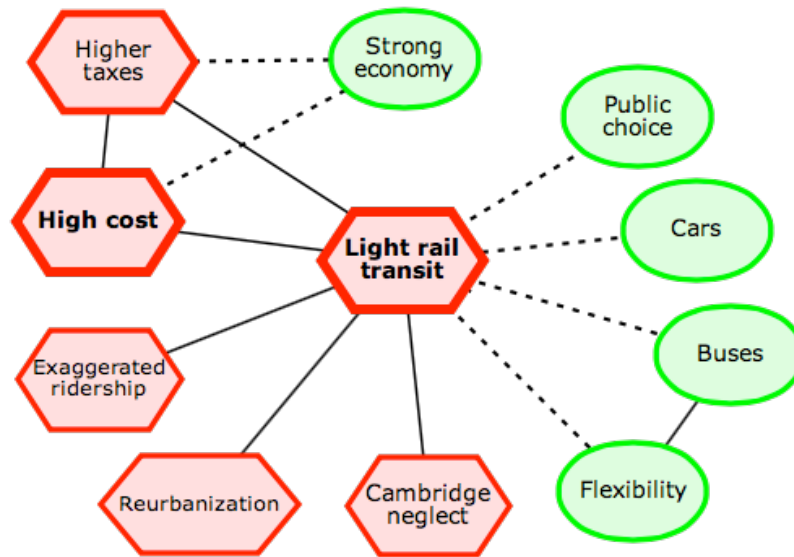 Higher
taxes
Strong
economy
Public
choice
High cost
Light rail
transit
Cars
Exaggerated
ridership
Buses
Reurbanization
Cambridge
neglect
Flexibility